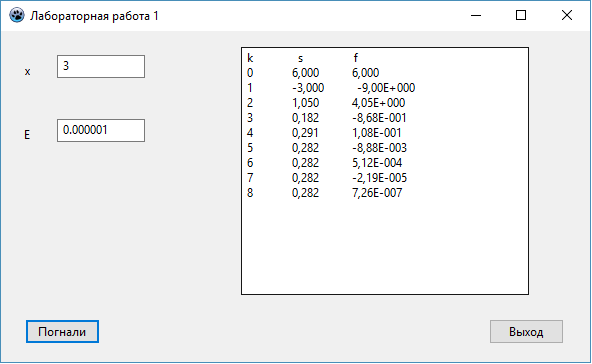 Лабораторная работа 1
x 3
E 0.000001
k s f
0 6,000 6,000
1 -3,000 -9,00E+000
2 1,050 4,05E+000
3 0,182 -8,68E-001
4 0,291 1,08E-001
5 0,282 -8,88E-003
6 0,282 5,12E-004
7 0,282 -2,19E-005
8 0,282 7,26E-007
Погнали Выход